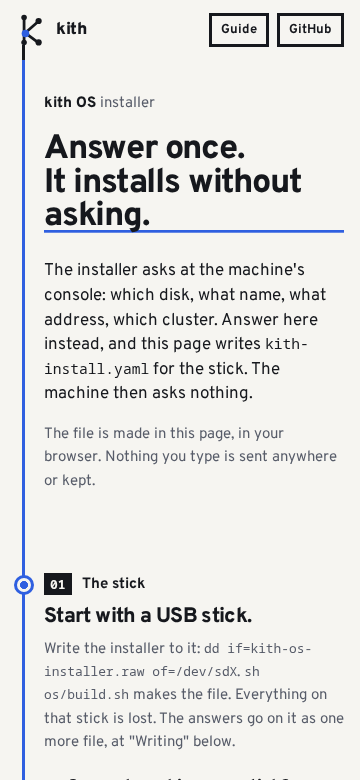 kith
Guide
GitHub
kith OS installer
Answer once.
It installs without
asking.
The installer asks at the machine's
console: which disk, what name, what
address, which cluster. Answer here
instead, and this page writes kith-
install.yaml for the stick. The
machine then asks nothing.
The file is made in this page, in your
browser. Nothing you type is sent anywhere
or kept.
01 The stick
Start with a USB stick.
Write the installer to it: dd if=kith-os-
installer.raw of=/dev/sdX. sh
os/build.sh makes the file. Everything on
that stick is lost. The answers go on it as one
more file, at "Writing" below.